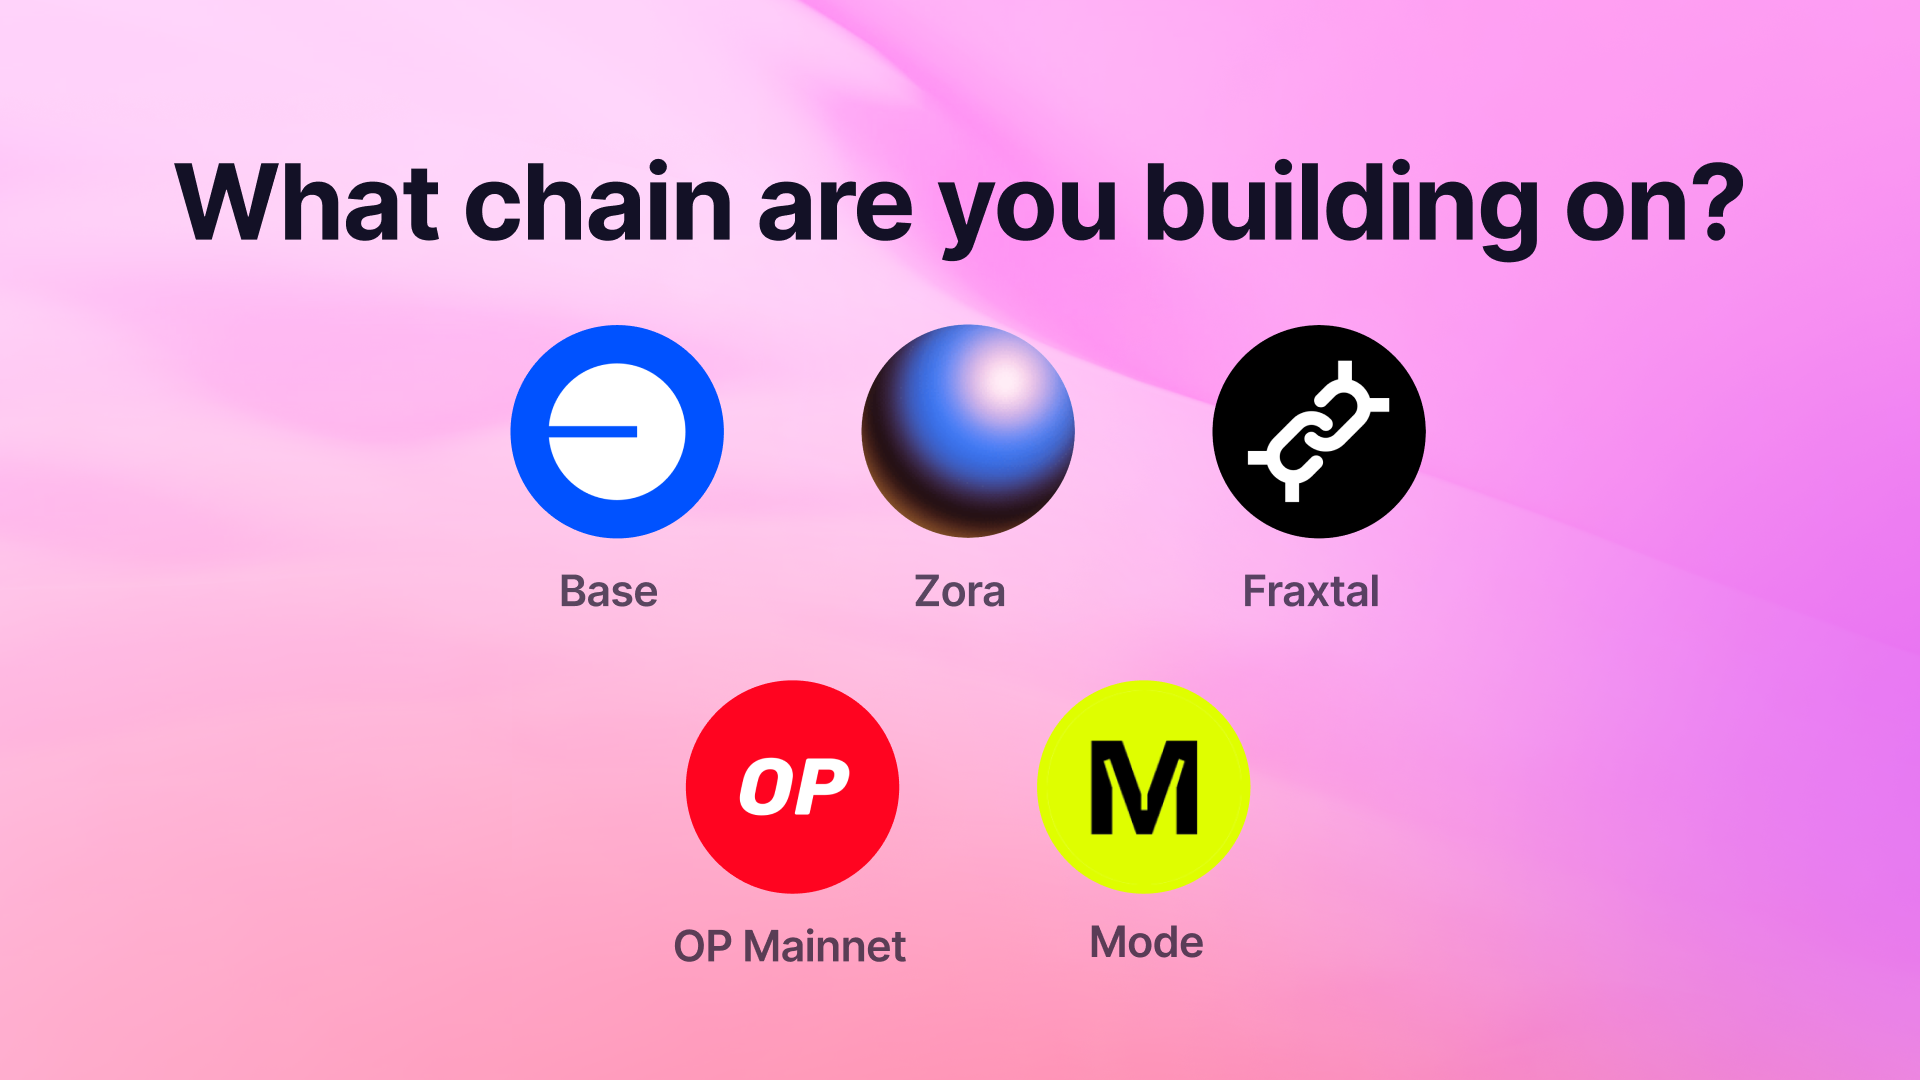 What chain are you building on?
Base
Zora
Fraxtal
OP
M
OP Mainnet
Mode